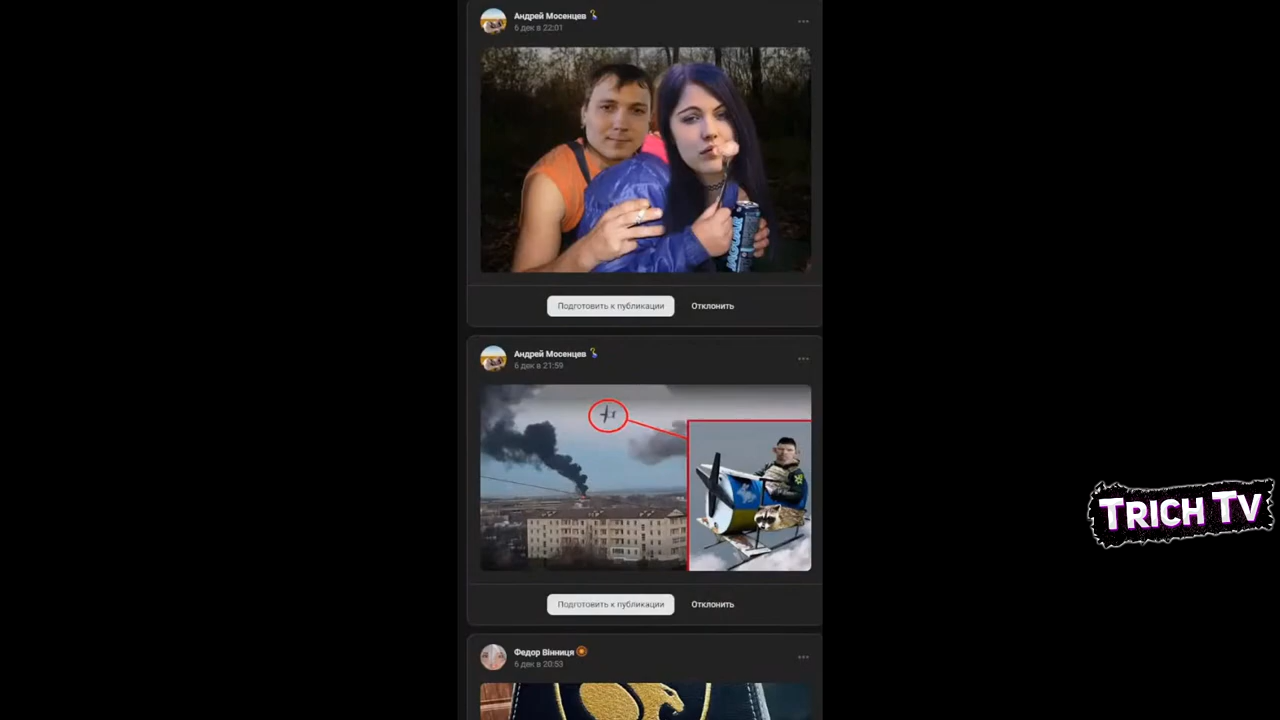 Андрей Мосенцев
6 дек в 22:01
Подготовить к публикации
Отклонить
Андрей Мосенцев
6 дек в 21:59
Подготовить к публикации
Отклонить
TRICH TV
Федор Вінниця
6 дек в 20:53